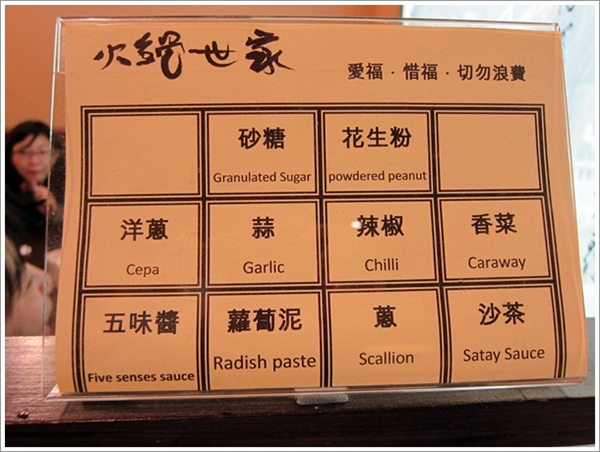 火鍋世家
愛福·惜福·切勿浪費
砂糖
Granulated Sugar
花生粉
powdered peanut
洋蔥
Cepa
蒜
Garlic
辣椒
Chilli
香菜
Caraway
五味醬
Five senses sauce
蘿蔔泥
Radish paste
蔥
Scallion
沙茶
Satay Sauce